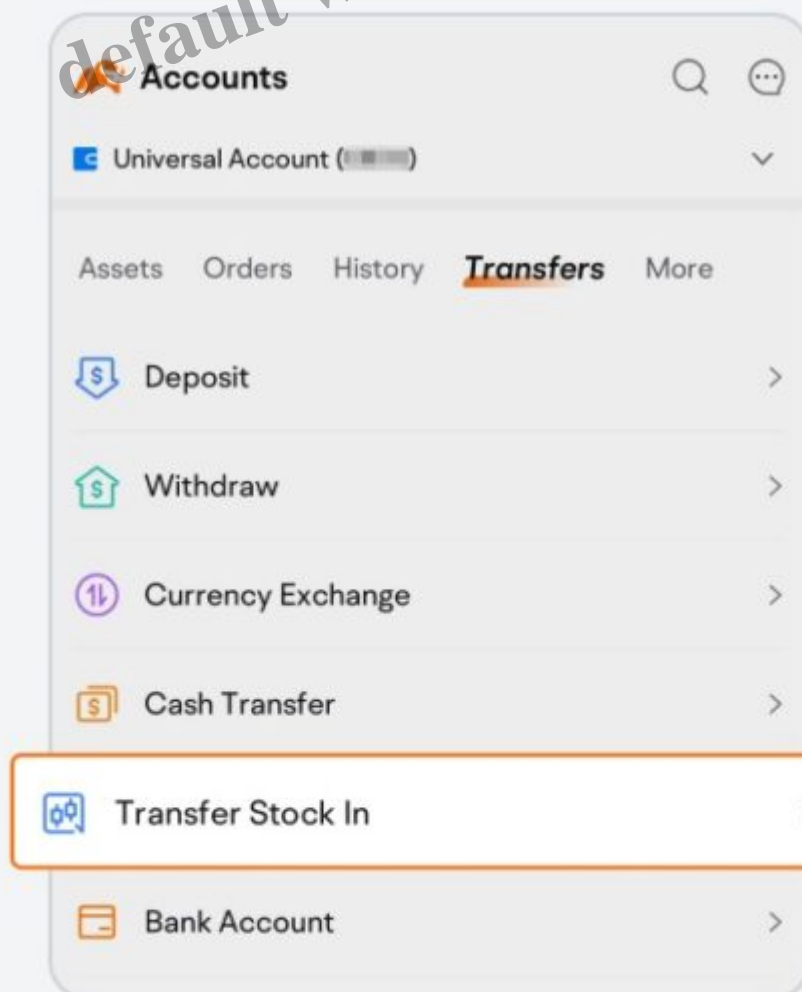 default
Accounts
Universal Account ( )
Assets Orders History Transfers More
Deposit
Withdraw
Currency Exchange
Cash Transfer
Transfer Stock In
Bank Account